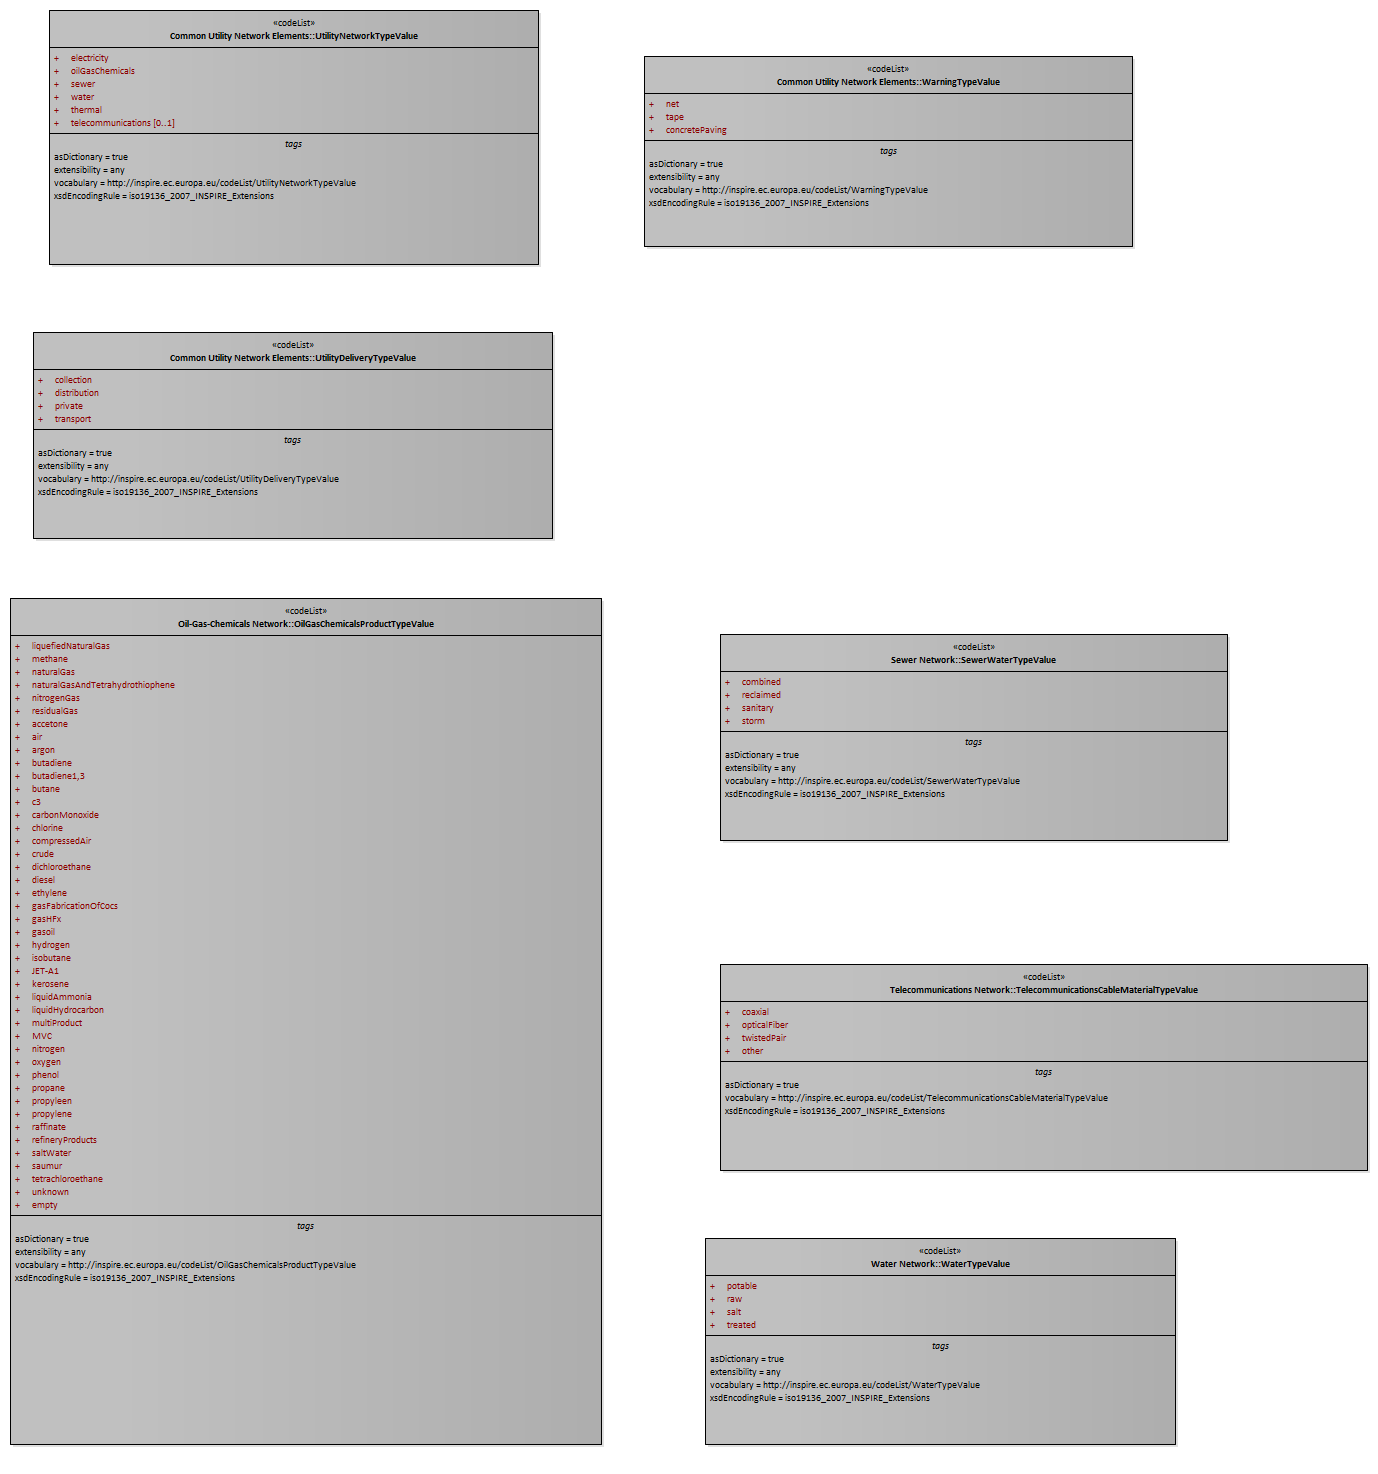 «codeList»
Common Utility Network Elements::UtilityNetworkTypeValue
+ electricity
+ oilGasChemicals
+ sewer
+ water
+ thermal
+ telecommunications [0..1]
tags
asDictionary = true
extensibility = any
vocabulary = http://inspire.ec.europa.eu/codeList/UtilityNetworkTypeValue
xsdEncodingRule = iso19136_2007_INSPIRE_Extensions
«codeList»
Common Utility Network Elements::WarningTypeValue
+ net
+ tape
+ concretePaving
tags
asDictionary = true
extensibility = any
vocabulary = http://inspire.ec.europa.eu/codeList/WarningTypeValue
xsdEncodingRule = iso19136_2007_INSPIRE_Extensions
«codeList»
Common Utility Network Elements::UtilityDeliveryTypeValue
+ collection
+ distribution
+ private
+ transport
tags
asDictionary = true
extensibility = any
vocabulary = http://inspire.ec.europa.eu/codeList/UtilityDeliveryTypeValue
xsdEncodingRule = iso19136_2007_INSPIRE_Extensions
«codeList»
Oil-Gas-Chemicals Network::OilGasChemicalsProductTypeValue
+ liquefiedNaturalGas
+ methane
+ naturalGas
+ naturalGasAndTetrahydrothiophene
+ nitrogenGas
+ residualGas
+ accetone
+ air
+ argon
+ butadiene
+ butadiene1,3
+ butane
+ c3
+ carbonMonoxide
+ chlorine
+ compressedAir
+ crude
+ dichloroethane
+ diesel
+ ethylene
+ gasFabricationOfCocs
+ gasHFx
+ gasoil
+ hydrogen
+ isobutane
+ JET-A1
+ kerosene
+ liquidAmmonia
+ liquidHydrocarbon
+ multiProduct
+ MVC
+ nitrogen
+ oxygen
+ phenol
+ propane
+ propyleen
+ propylene
+ raffinate
+ refineryProducts
+ saltWater
+ saumur
+ tetrachloroethane
+ unknown
+ empty
tags
asDictionary = true
extensibility = any
vocabulary = http://inspire.ec.europa.eu/codeList/OilGasChemicalsProductTypeValue
xsdEncodingRule = iso19136_2007_INSPIRE_Extensions
«codeList»
Sewer Network::SewerWaterTypeValue
+ combined
+ reclaimed
+ sanitary
+ storm
tags
asDictionary = true
extensibility = any
vocabulary = http://inspire.ec.europa.eu/codeList/SewerWaterTypeValue
xsdEncodingRule = iso19136_2007_INSPIRE_Extensions
«codeList»
Telecommunications Network::TelecommunicationsCableMaterialTypeValue
+ coaxial
+ opticalFiber
+ twistedPair
+ other
tags
asDictionary = true
vocabulary = http://inspire.ec.europa.eu/codeList/TelecommunicationsCableMaterialTypeValue
xsdEncodingRule = iso19136_2007_INSPIRE_Extensions
«codeList»
Water Network::WaterTypeValue
+ potable
+ raw
+ salt
+ treated
tags
asDictionary = true
extensibility = any
vocabulary = http://inspire.ec.europa.eu/codeList/WaterTypeValue
xsdEncodingRule = iso19136_2007_INSPIRE_Extensions